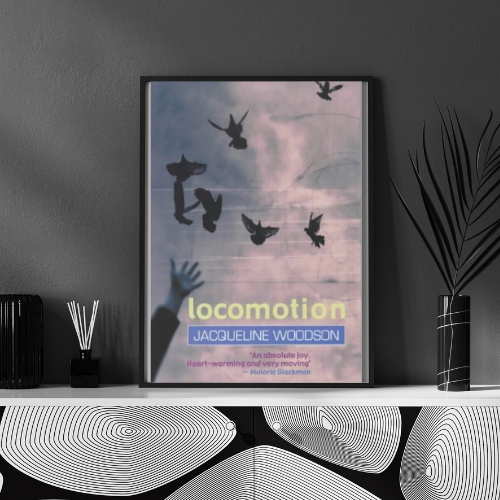 locomotion
JACQUELINE WOODSON
'An absolute joy.
Heart-warming and very moving'
– Malorie Blackman